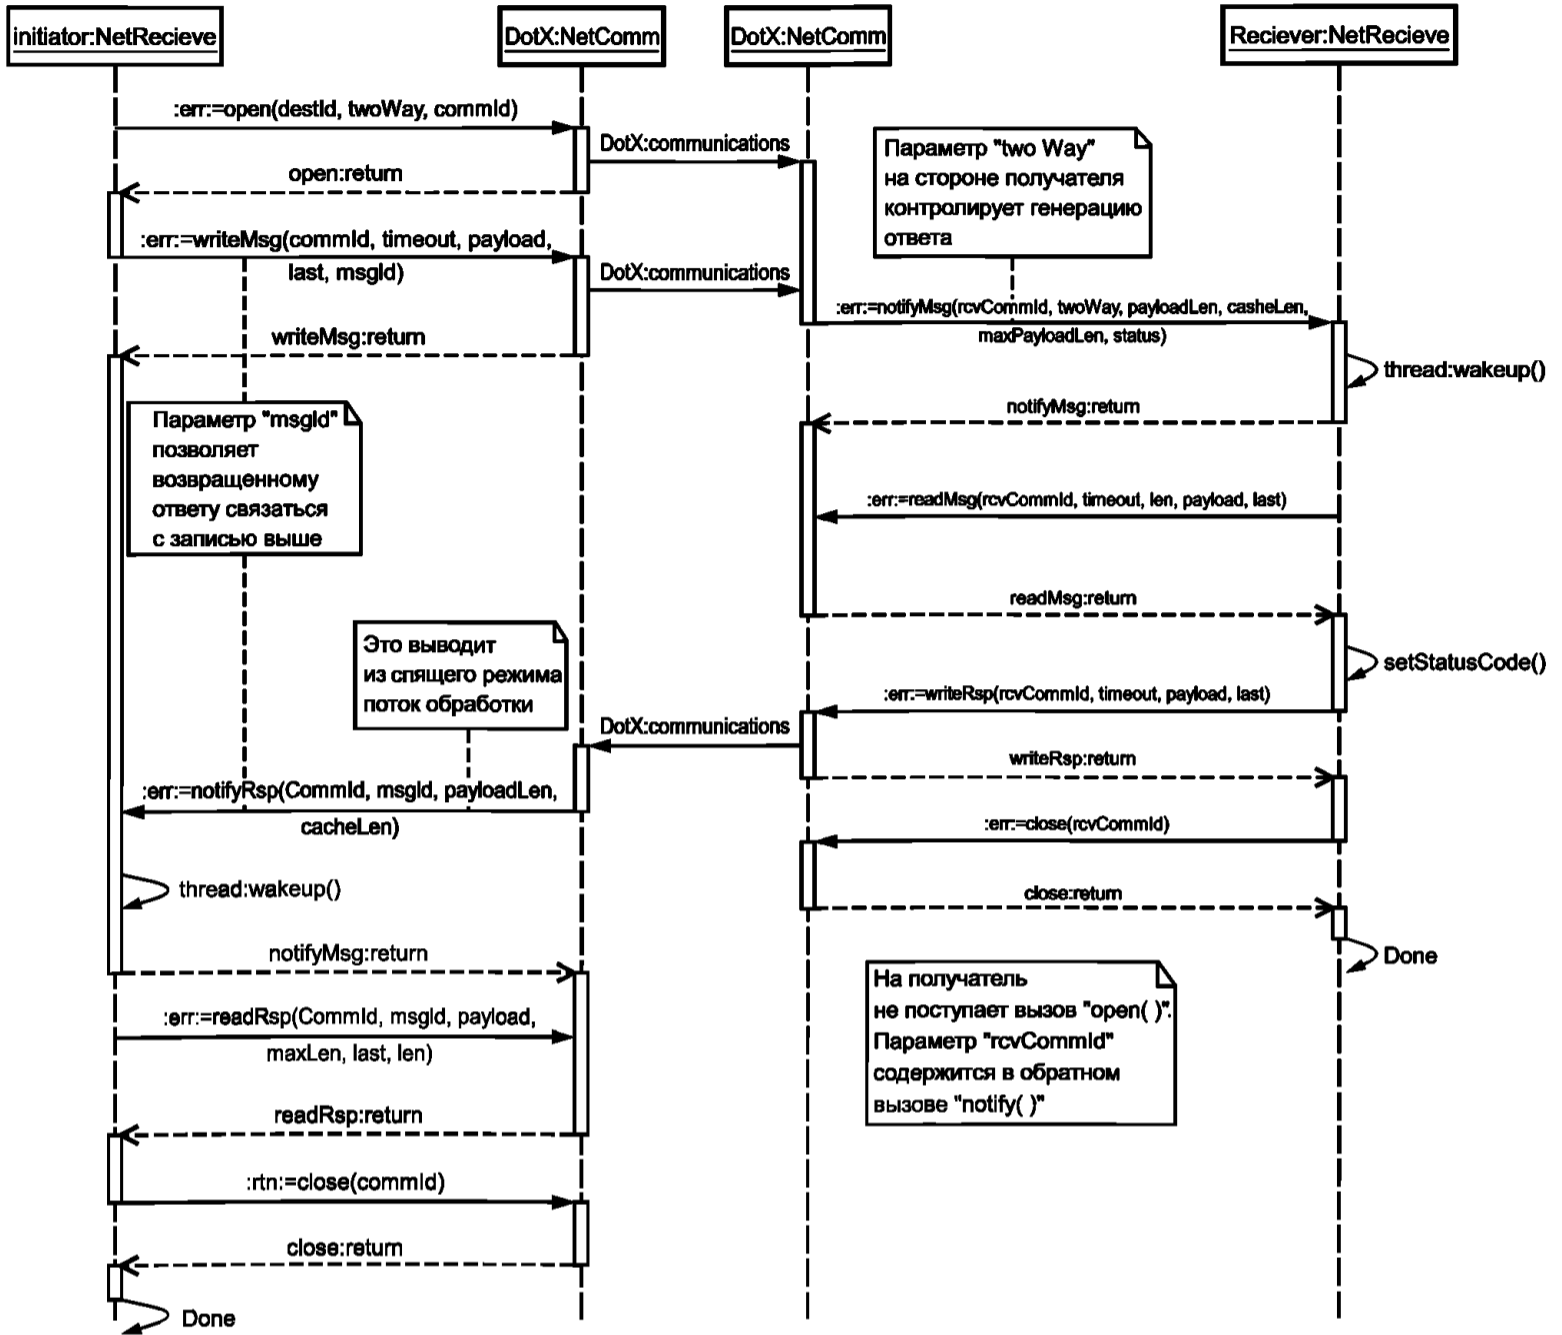 initiator:NetRecieve
DotX:NetComm
DotX:NetComm
Reciever:NetRecieve
:err:=open(destId, twoWay, commId)
DotX:communications
Параметр "two Way"
на стороне получателя
контролирует генерацию
ответа
open:return
:err:=writeMsg(commId, timeout, payload,
last, msgId)
DotX:communications
:err:=notifyMsg(rcvCommId, twoWay, payloadLen, casheLen,
maxPayloadLen, status)
writeMsg:return
thread:wakeup()
notifyMsg:return
Параметр "msgId"
позволяет
возвращенному
ответу связаться
с записью выше
:err:=readMsg(rcvCommId, timeout, len, payload, last)
readMsg:return
Это выводит
из спящего режима
поток обработки
setStatusCode()
:err:=writeRsp(rcvCommId, timeout, payload, last)
DotX:communications
writeRsp:return
:err:=notifyRsp(CommId, msgId, payloadLen,
cacheLen)
:err:=close(rcvCommId)
thread:wakeup()
close:return
notifyMsg:return
Done
На получатель
не поступает вызов "open( )".
Параметр "rcvCommId"
содержится в обратном
вызове "notify( )"
:err:=readRsp(CommId, msgId, payload,
maxLen, last, len)
readRsp:return
:rtn:=close(commId)
close:return
Done